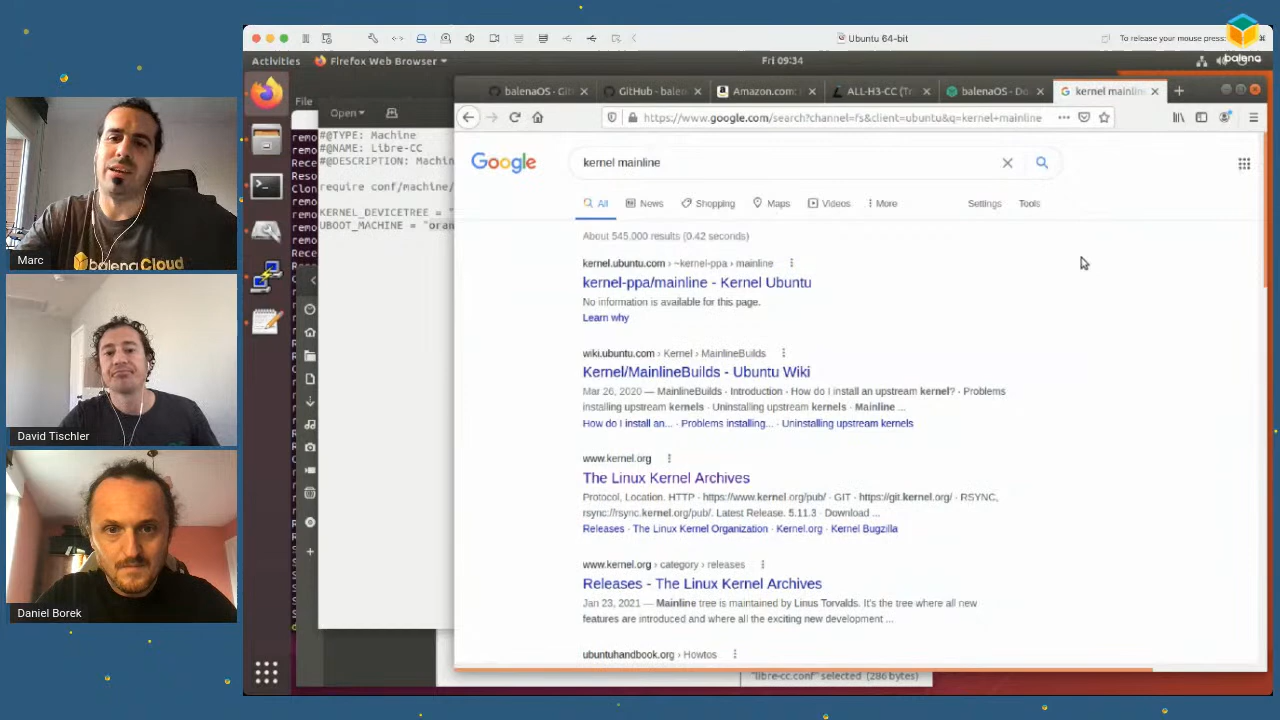 Ubuntu 64-bit
To release your mouse press:
balena
Activities
Firefox Web Browser
Fri 09:34
File
Open
balenaOS · Git
GitHub - balen
Amazon.com:
ALL-H3-CC (Tr
balenaOS - Do
kernel mainlin
https://www.google.com/search?channel=fs&client=ubuntu&q=kernel+mainline
#@TYPE: Machine
#@NAME: Libre-CC
#@DESCRIPTION: Machin
require conf/machine/
KERNEL_DEVICETREE = "
UBOOT_MACHINE = "oran
remo
Rece
Reso
Clon
remo
Google
kernel mainline
All
News
Shopping
Maps
Videos
More
Settings
Tools
About 545,000 results (0.42 seconds)
kernel.ubuntu.com › ~kernel-ppa › mainline
kernel-ppa/mainline - Kernel Ubuntu
No information is available for this page.
Learn why
wiki.ubuntu.com › Kernel › MainlineBuilds
Kernel/MainlineBuilds - Ubuntu Wiki
Mar 26, 2020 — MainlineBuilds · Introduction · How do I install an upstream kernel? · Problems
installing upstream kernels · Uninstalling upstream kernels · Mainline ...
How do I install an... · Problems installing... · Uninstalling upstream kernels
www.kernel.org
The Linux Kernel Archives
Protocol, Location. HTTP · https://www.kernel.org/pub/ · GIT · https://git.kernel.org/ · RSYNC,
rsync://rsync.kernel.org/pub/. Latest Release. 5.11.3 · Download ...
Releases · The Linux Kernel Organization · Kernel.org · Kernel Bugzilla
www.kernel.org › category › releases
Releases - The Linux Kernel Archives
Jan 23, 2021 — Mainline tree is maintained by Linus Torvalds. It's the tree where all new
features are introduced and where all the exciting new development ...
ubuntuhandbook.org › Howtos
"libre-cc.conf" selected (286 bytes)
balenaCloud
Marc
David Tischler
Daniel Borek